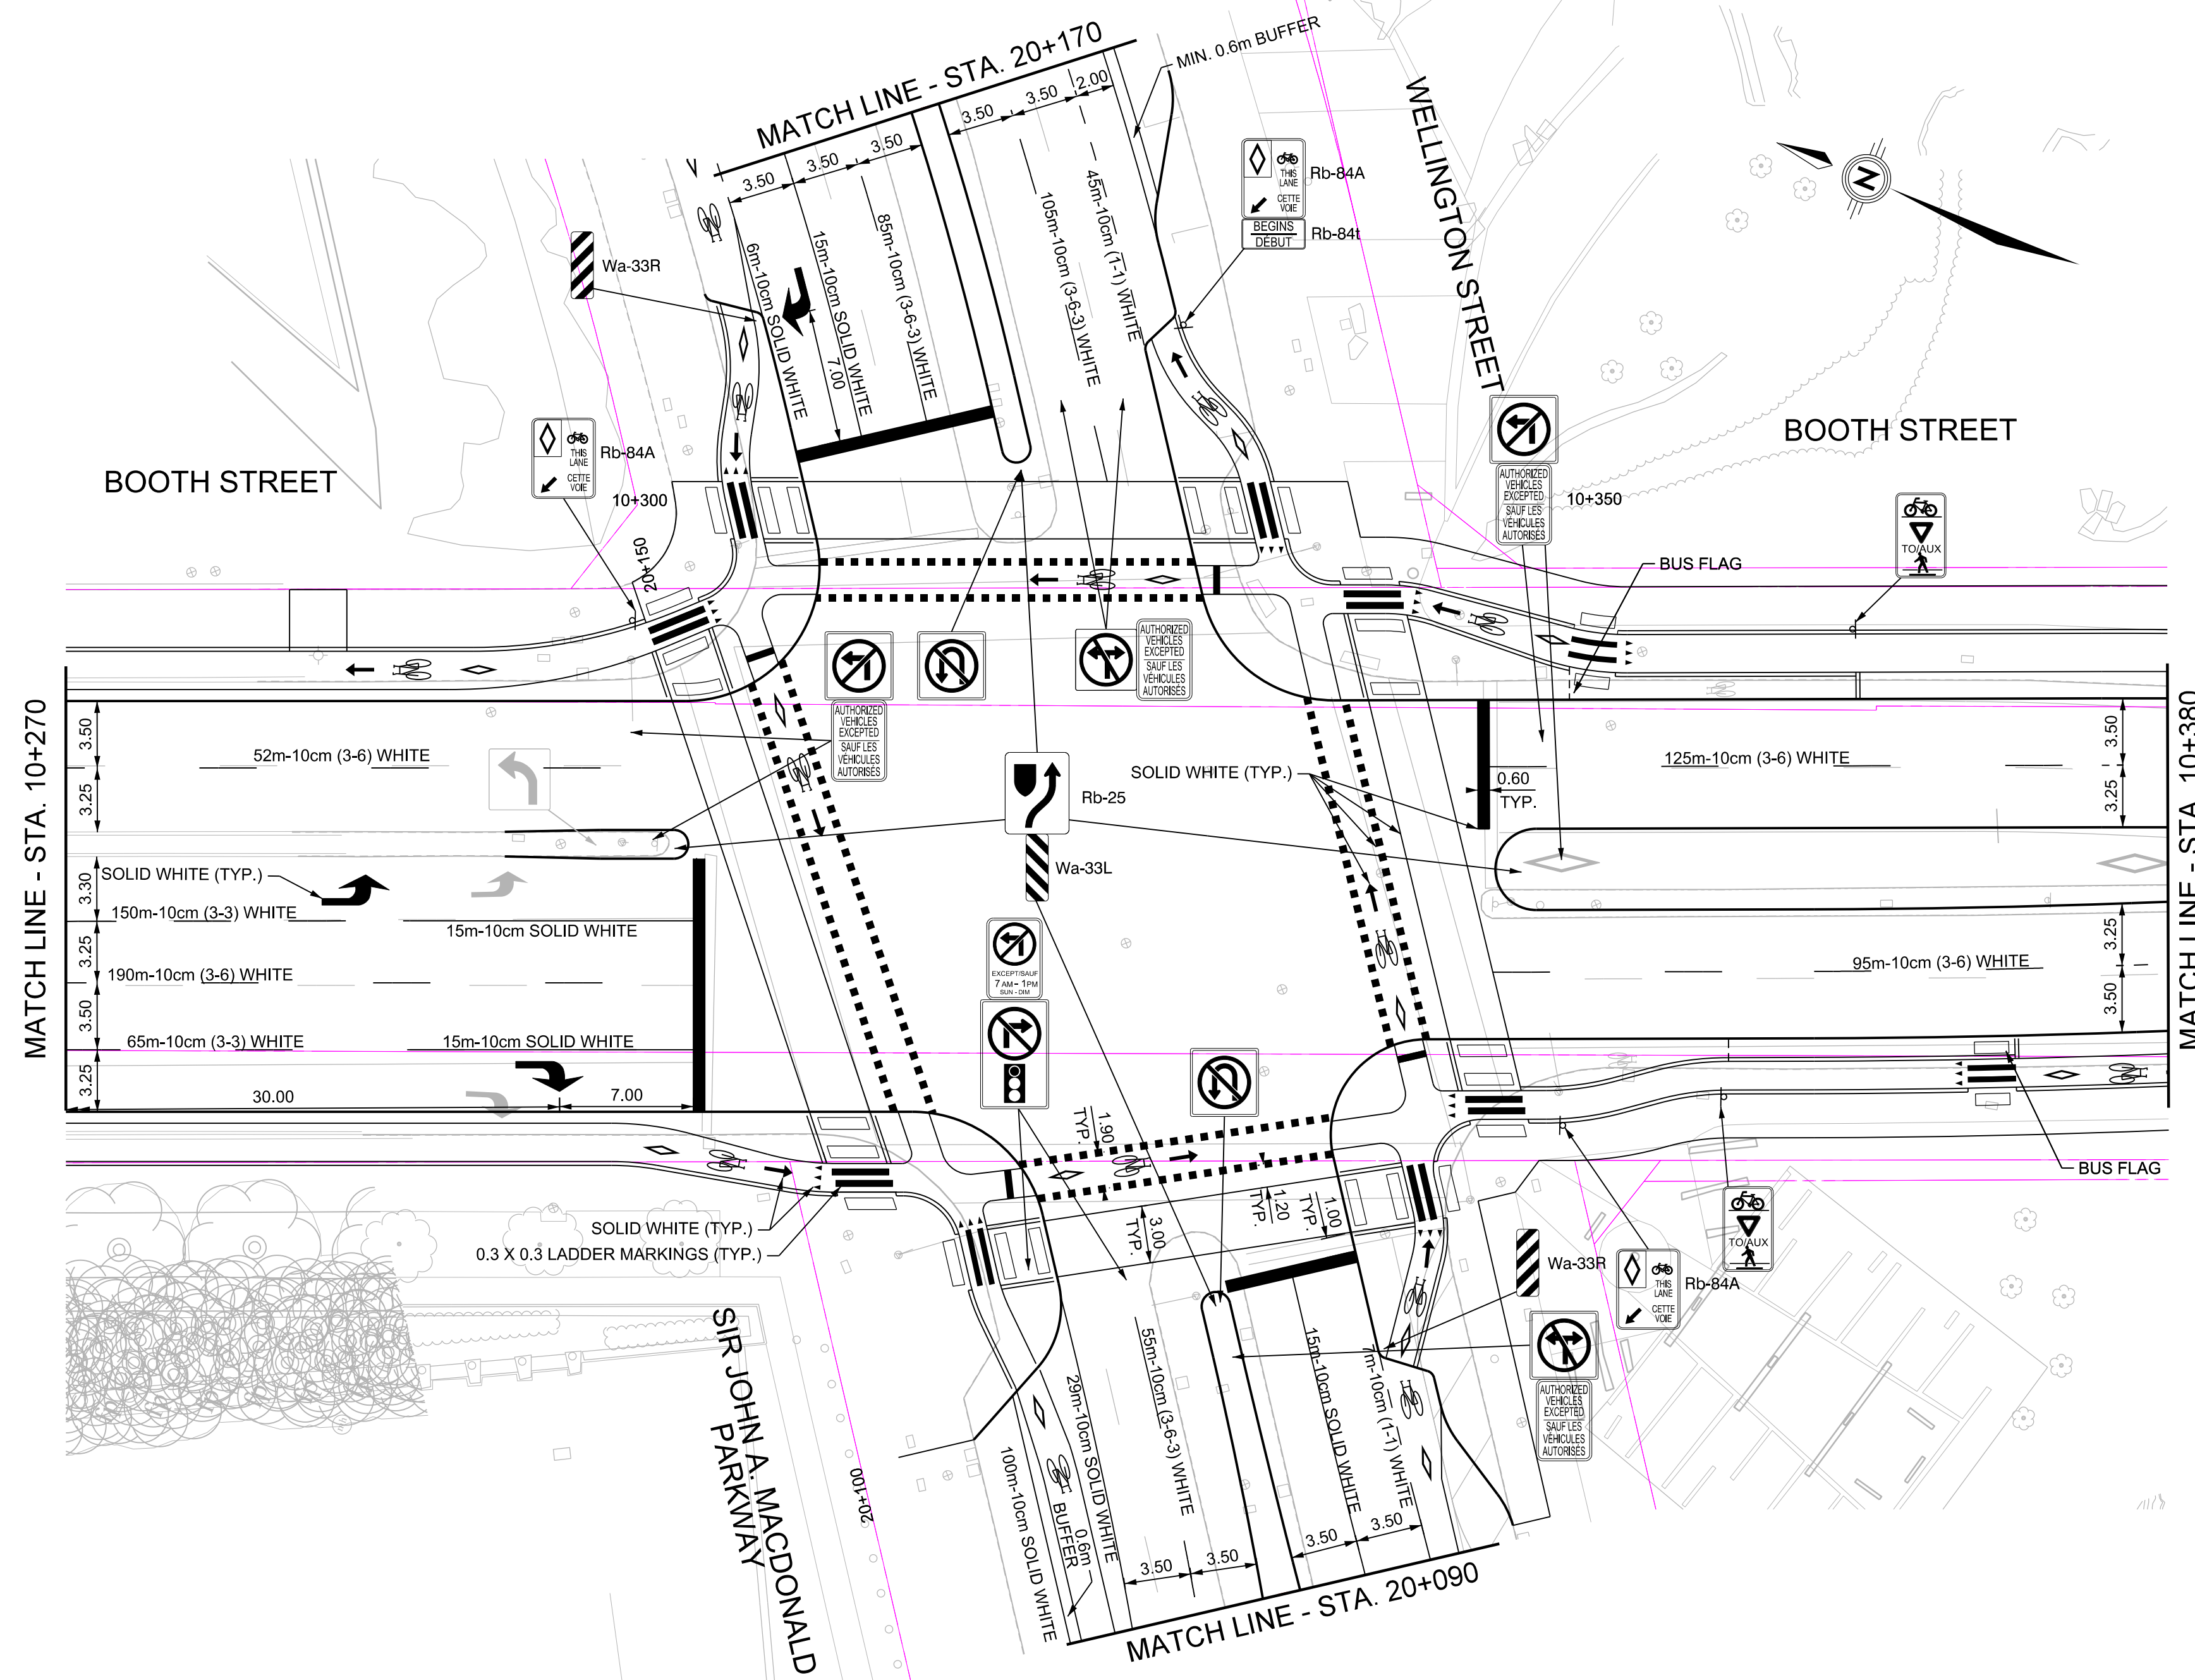 MATCH LINE - STA. 20+170
MIN. 0.6m BUFFER
3.50
3.50
3.50
3.50
3.50
2.00
WELLINGTON STREET
THIS
LANE
CETTE
VOIE
Rb-84A
BEGINS
DÉBUT
Rb-84t
Wa-33R
6m-10cm SOLID WHITE
15m-10cm SOLID WHITE
85m-10cm (3-6-3) WHITE
105m-10cm (3-6-3) WHITE
45m-10cm (1-1) WHITE
7.00
N
BOOTH STREET
BOOTH STREET
THIS
LANE
CETTE
VOIE
Rb-84A
10+300
20+150
AUTHORIZED
VEHICLES
EXCEPTED
SAUF LES
VÉHICULES
AUTORISÉS
10+350
TO/AUX
BUS FLAG
AUTHORIZED
VEHICLES
EXCEPTED
SAUF LES
VÉHICULES
AUTORISÉS
AUTHORIZED
VEHICLES
EXCEPTED
SAUF LES
VÉHICULES
AUTORISÉS
MATCH LINE - STA. 10+270
3.50
3.25
3.30
3.25
3.50
3.25
52m-10cm (3-6) WHITE
SOLID WHITE (TYP.)
Rb-25
Wa-33L
0.60
TYP.
125m-10cm (3-6) WHITE
3.50
3.25
MATCH LINE - STA. 10+380
SOLID WHITE (TYP.)
150m-10cm (3-3) WHITE
15m-10cm SOLID WHITE
190m-10cm (3-6) WHITE
65m-10cm (3-3) WHITE
15m-10cm SOLID WHITE
30.00
7.00
EXCEPT/SAUF
7 AM - 1PM
SUN - DIM
95m-10cm (3-6) WHITE
3.25
3.50
1.90
TYP.
1.20
TYP.
1.00
TYP.
3.00
TYP.
BUS FLAG
SOLID WHITE (TYP.)
0.3 X 0.3 LADDER MARKINGS (TYP.)
TO/AUX
Wa-33R
THIS
LANE
CETTE
VOIE
Rb-84A
AUTHORIZED
VEHICLES
EXCEPTED
SAUF LES
VÉHICULES
AUTORISÉS
SIR JOHN A. MACDONALD
PARKWAY
20+100
100m-10cm SOLID WHITE
0.6m
BUFFER
29m-10cm SOLID WHITE
55m-10cm (3-6-3) WHITE
15m-10cm SOLID WHITE
7m-10cm (1-1) WHITE
3.50
3.50
3.50
3.50
MATCH LINE - STA. 20+090